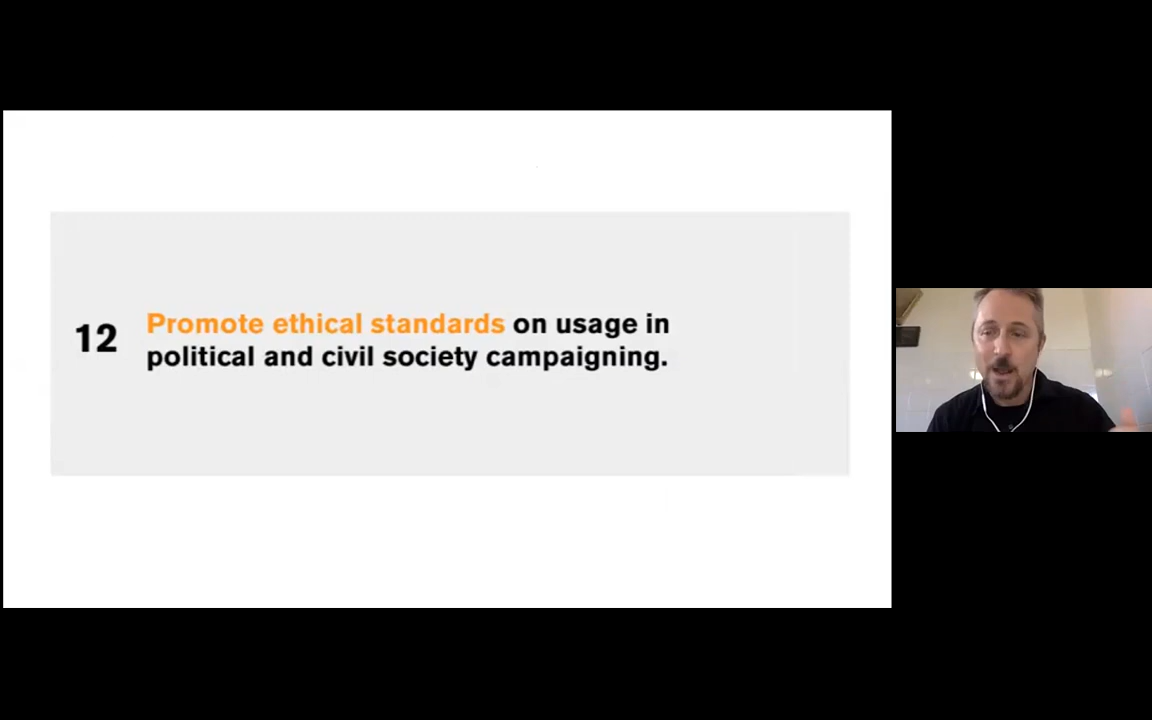 12
Promote ethical standards on usage in
political and civil society campaigning.